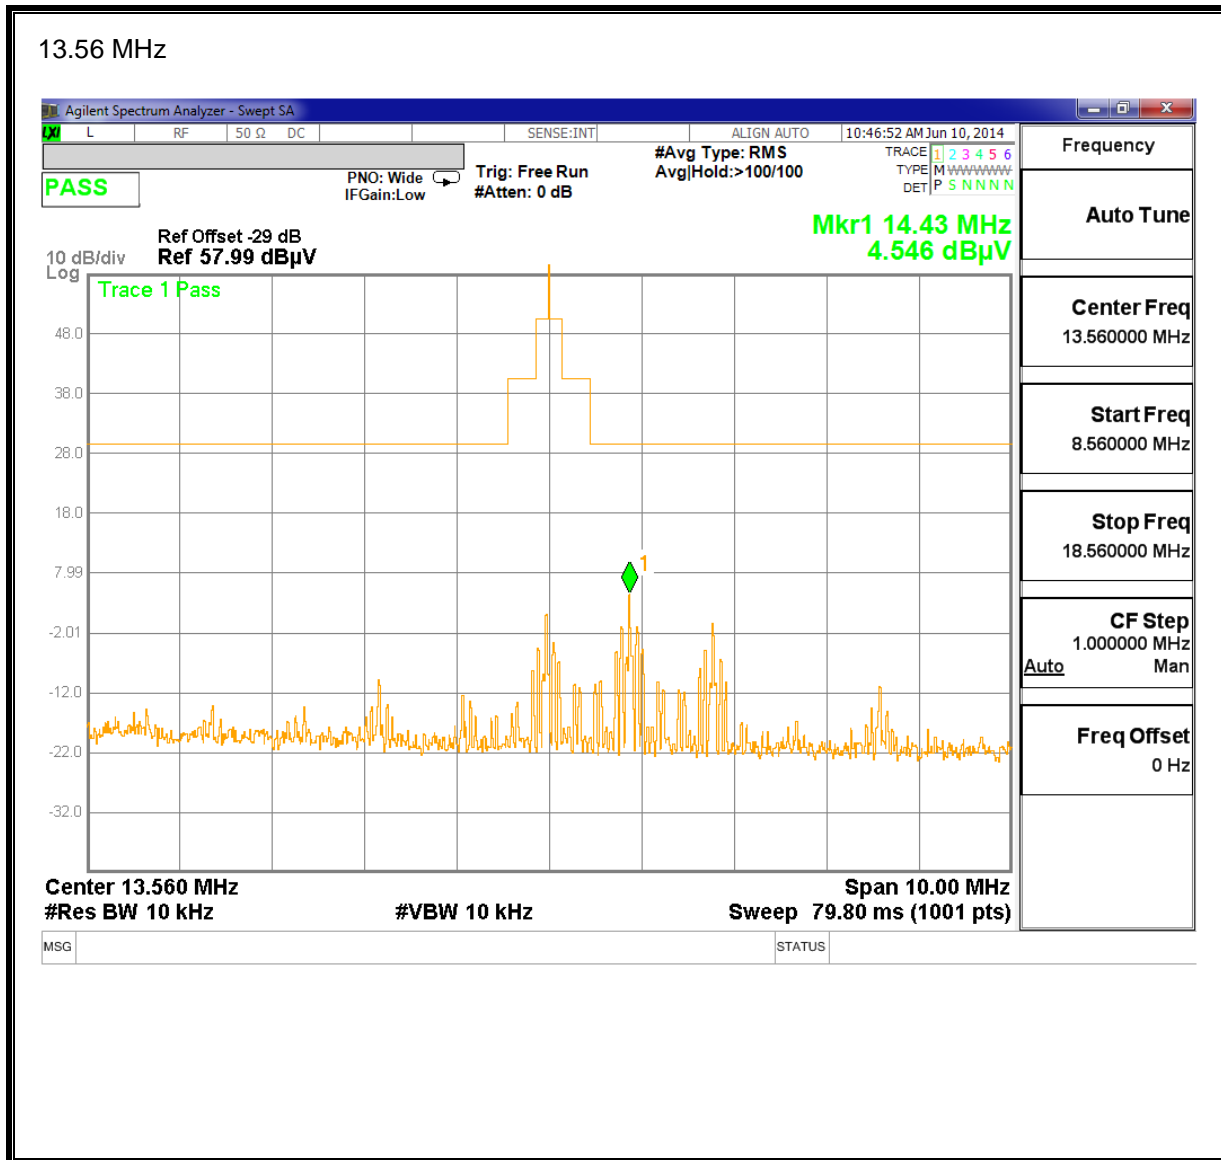 13.56 MHz
Agilent Spectrum Analyzer - Swept SA
LXI L RF 50 Ω DC SENSE:INT ALIGN AUTO 10:46:52 AM Jun 10, 2014
Frequency
PASS
PNO: Wide
IFGain:Low
Trig: Free Run
#Atten: 0 dB
#Avg Type: RMS
Avg|Hold:>100/100
TRACE 1 2 3 4 5 6
TYPE M WWWWW
DET P S N N N N
Auto Tune
Mkr1 14.43 MHz
4.546 dBµV
Ref Offset -29 dB
10 dB/div Ref 57.99 dBµV
Log
Trace 1 Pass
48.0
38.0
28.0
18.0
7.99
-2.01
-12.0
-22.0
-32.0
1
Center Freq
13.560000 MHz
Start Freq
8.560000 MHz
Stop Freq
18.560000 MHz
CF Step
1.000000 MHz
Auto Man
Freq Offset
0 Hz
Center 13.560 MHz Span 10.00 MHz
#Res BW 10 kHz #VBW 10 kHz Sweep 79.80 ms (1001 pts)
MSG STATUS